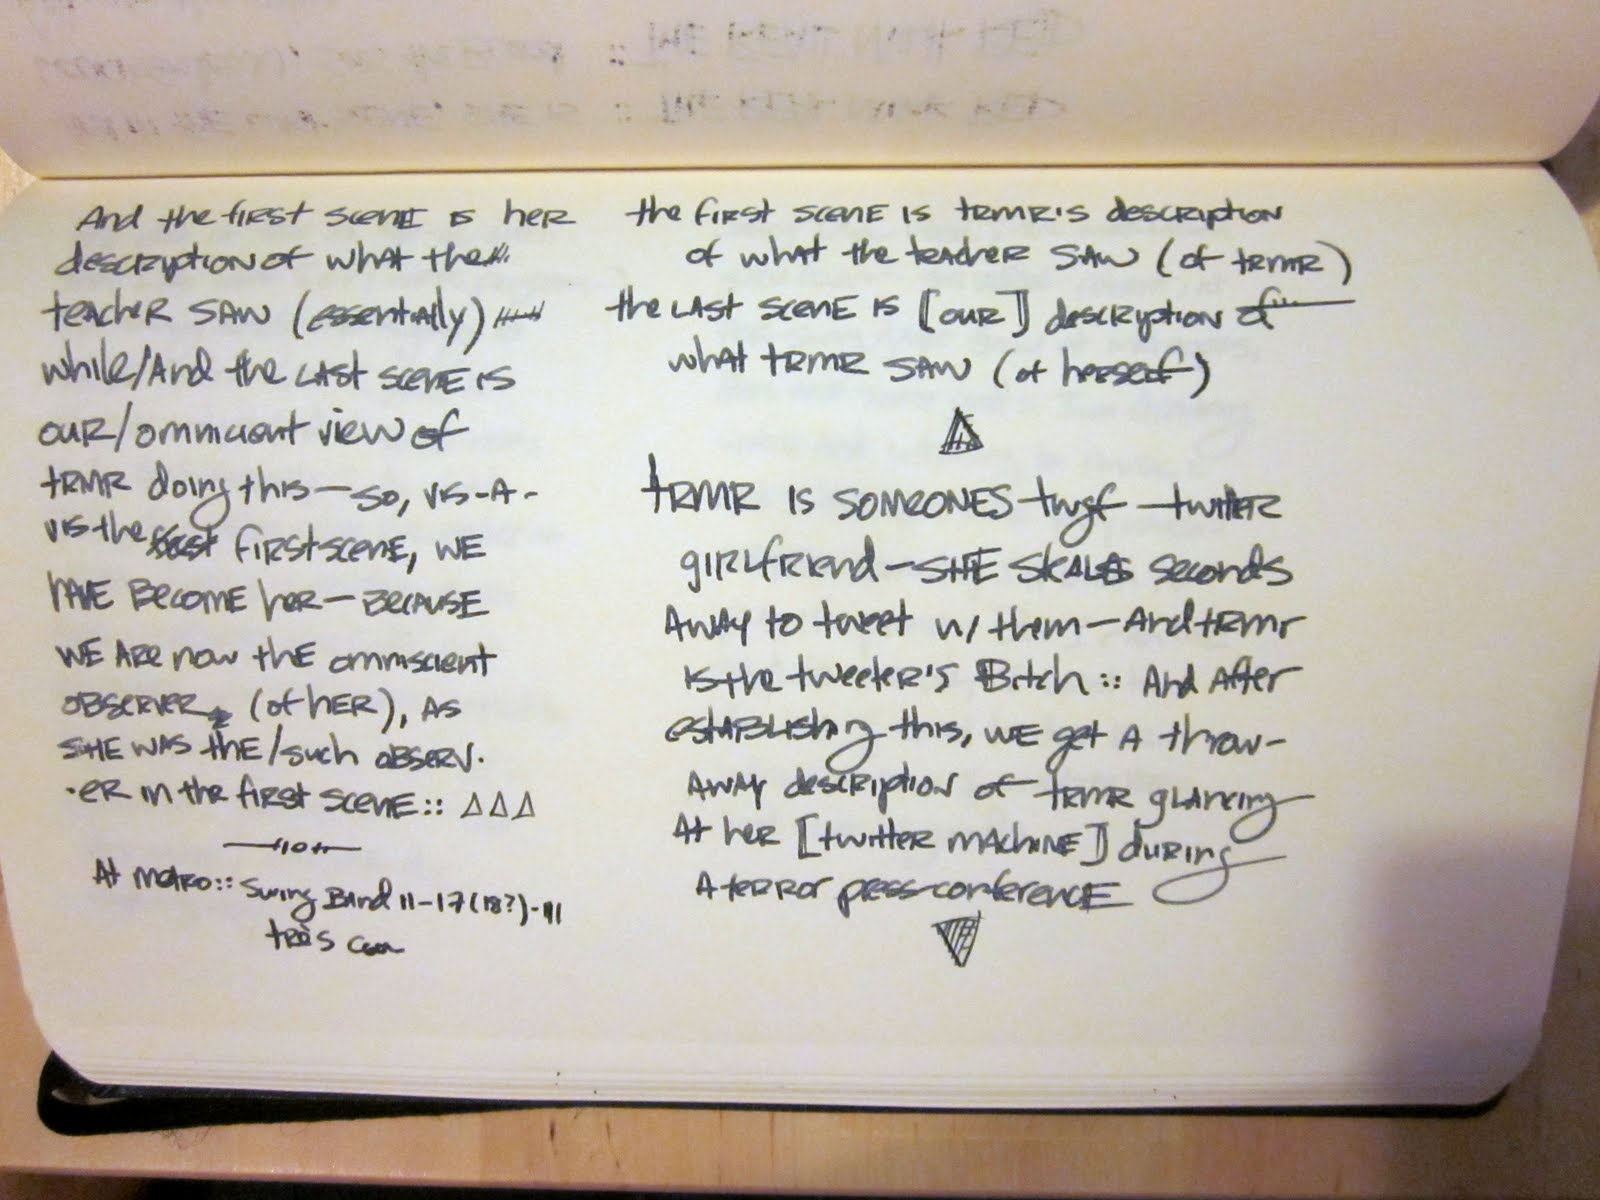 And the first scene is her
description of what the
teacher saw (essentially)
while/And the last scene is
our/omniscient view of
trmr doing this — so, vis-a-
vis the first scene, we
have become her — because
we are now the omniscient
observer (of her), as
she was the/such observ-
-er in the first scene :: △△△
At metro :: Swing Band 11-17(18?)-11
très
the first scene is trmr's description
of what the teacher saw (of trmr)
the last scene is [our] description of
what trmr saw (of herself)
trmr is someones twgf — twitter
girlfriend — she steals seconds
away to tweet w/ them — And trmr
is the tweeter's Bitch :: And after
establishing this, we get a throw-
away description of trmr glancing
at her [twitter machine] during
a terror press conference